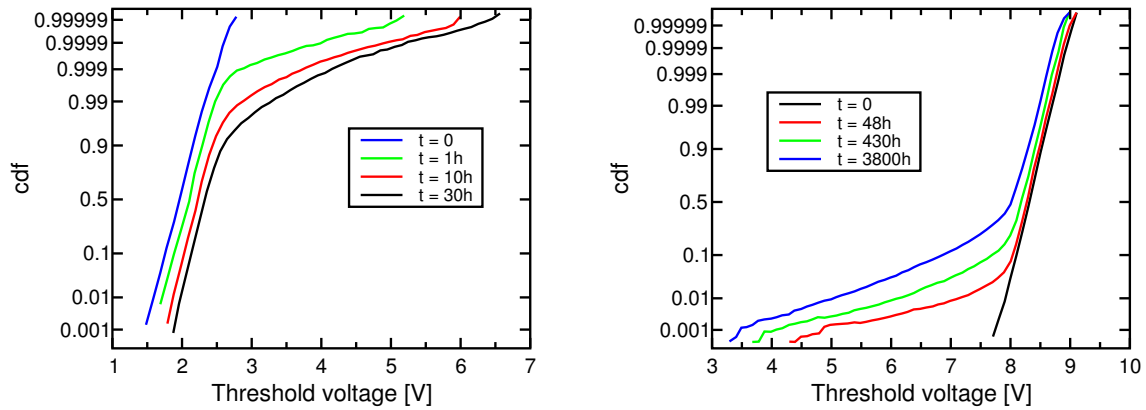 0.99999
0.9999
0.999
0.99
0.9
0.5
0.1
0.01
0.001
cdf
t = 0
t = 1h
t = 10h
t = 30h
1 2 3 4 5 6 7
Threshold voltage [V]
0.99999
0.9999
0.999
0.99
0.9
0.5
0.1
0.01
0.001
cdf
t = 0
t = 48h
t = 430h
t = 3800h
3 4 5 6 7 8 9 10
Threshold voltage [V]